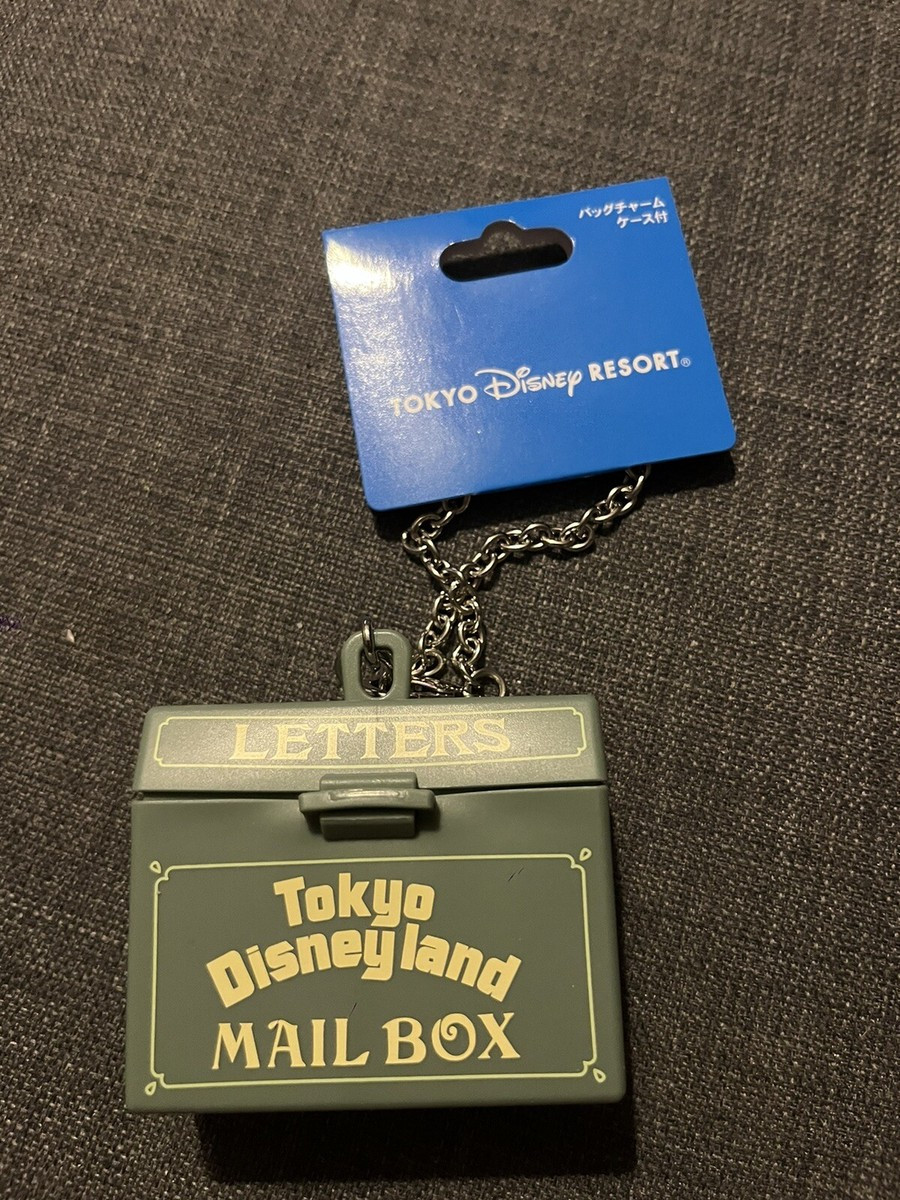 バッグチャーム
ケース付
TOKYO Disney RESORT®
LETTERS
Tokyo
Disneyland
MAIL BOX